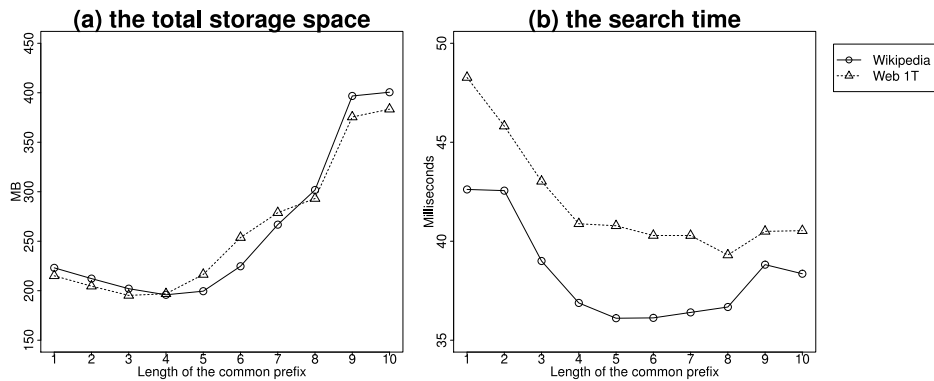 (a) the total storage space
MB
450
400
350
300
250
200
150
1 2 3 4 5 6 7 8 9 10
Length of the common prefix
(b) the search time
Milliseconds
50
45
40
35
1 2 3 4 5 6 7 8 9 10
Length of the common prefix
Wikipedia
Web 1T